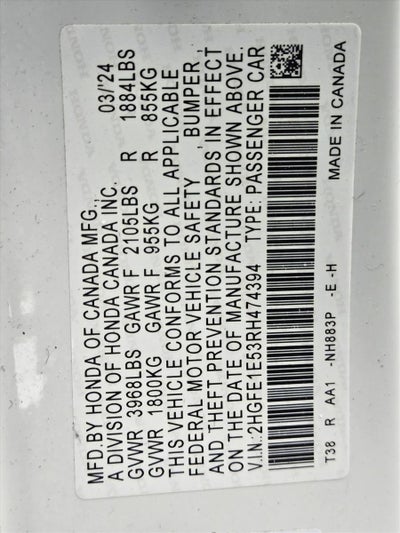 MFD.BY HONDA OF CANADA MFG., 03/'24
A DIVISION OF HONDA CANADA INC.
GVWR 3968LBS GAWR F 2105LBS R 1884LBS
GVWR 1800KG GAWR F 955KG R 855KG
THIS VEHICLE CONFORMS TO ALL APPLICABLE
FEDERAL MOTOR VEHICLE SAFETY , BUMPER ,
AND THEFT PREVENTION STANDARDS IN EFFECT
ON THE DATE OF MANUFACTURE SHOWN ABOVE.
V.I.N.:2HGFE1E53RH474394 TYPE: PASSENGER CAR
T38 R AA1 -NH883P -E -H MADE IN CANADA